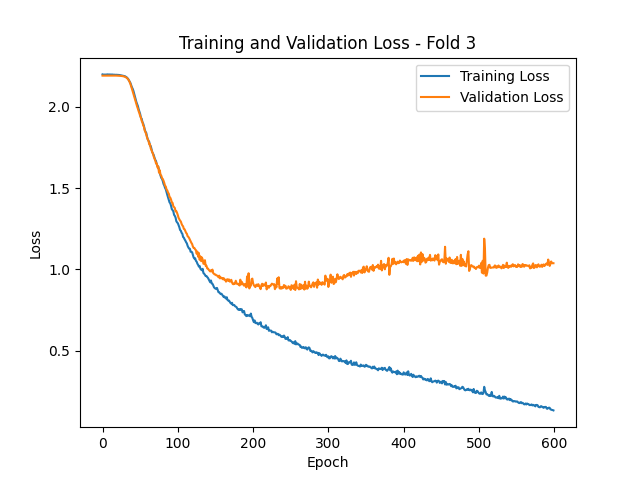 Training and Validation Loss - Fold 3
Training Loss
Validation Loss
2.0
1.5
1.0
0.5
Loss
0 100 200 300 400 500 600
Epoch